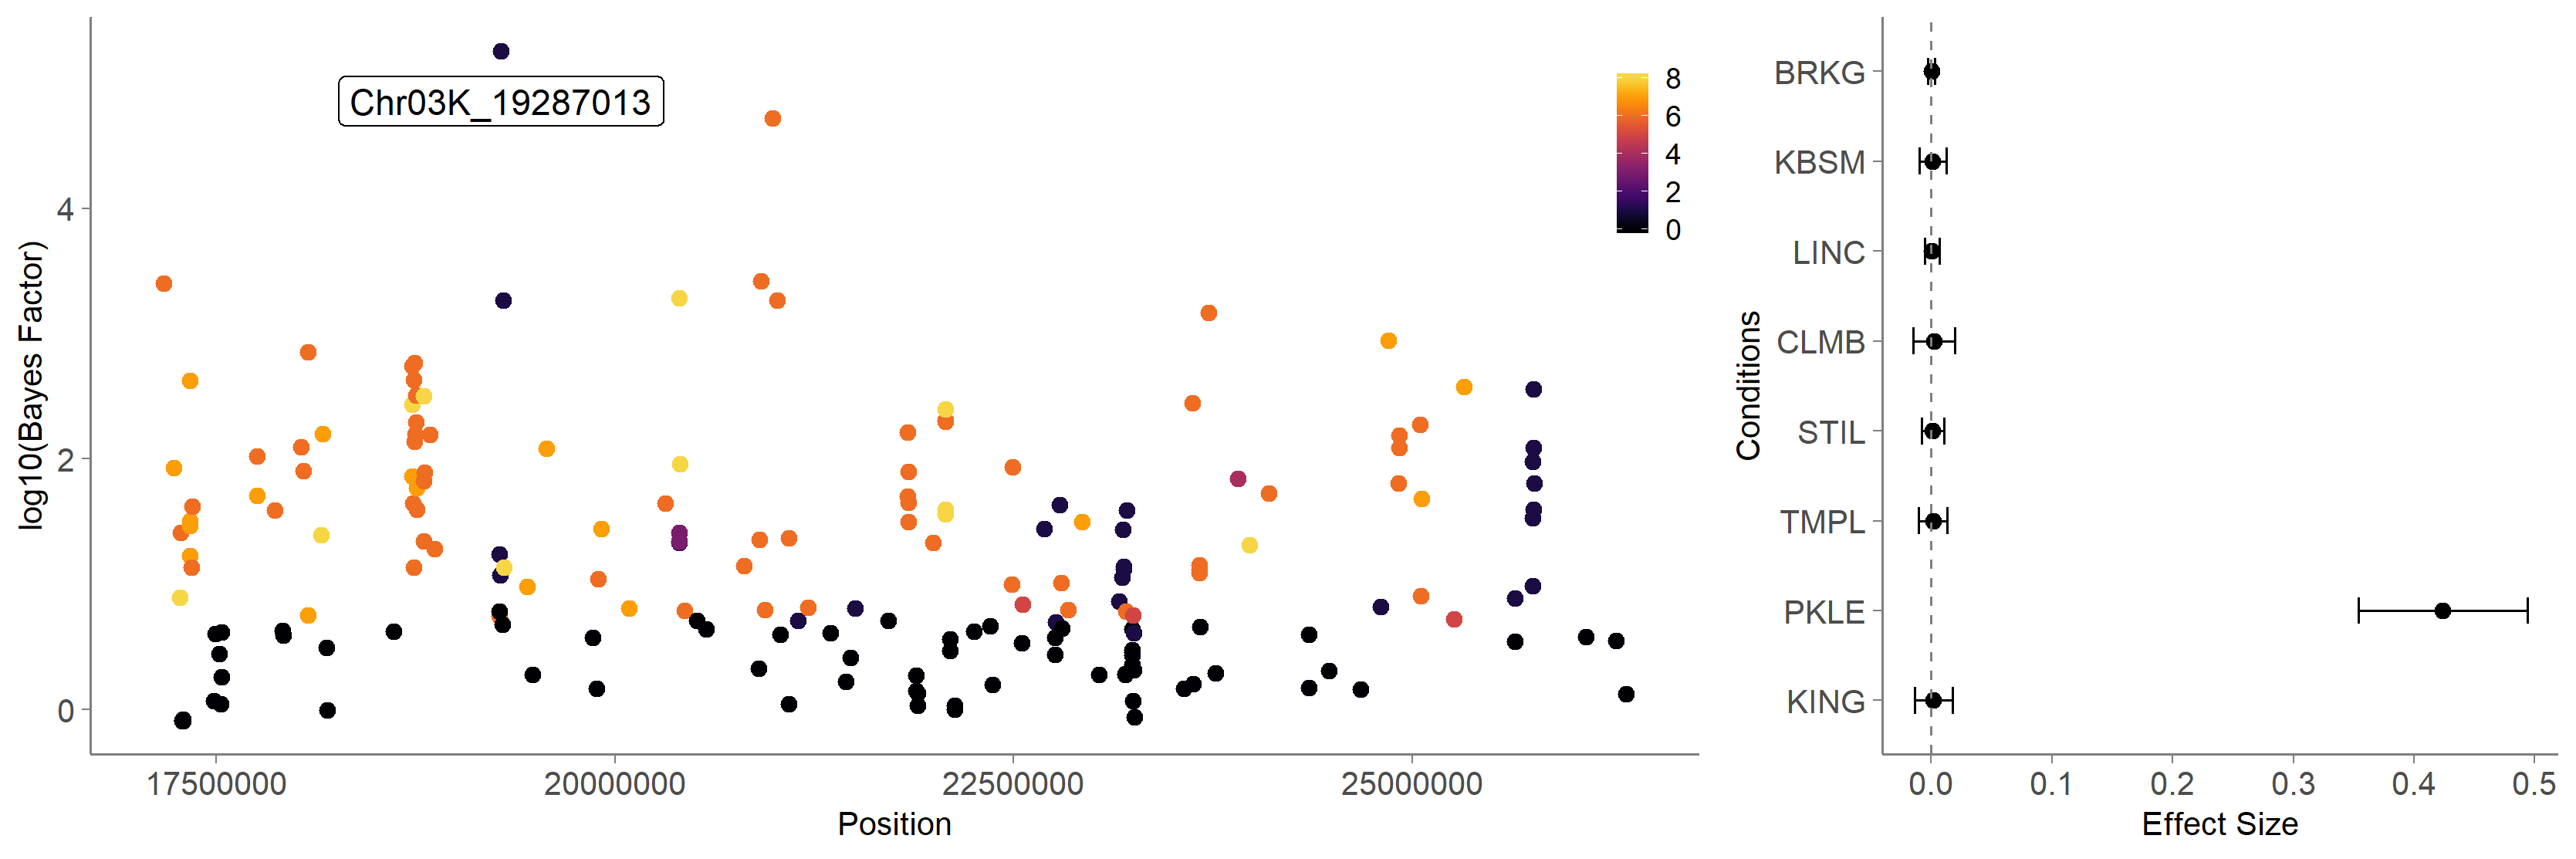 log10(Bayes Factor)
4
2
0
Chr03K_19287013
8
6
4
2
0
17500000 20000000 22500000 25000000
Position
Conditions
BRKG
KBSM
LINC
CLMB
STIL
TMPL
PKLE
KING
0.0 0.1 0.2 0.3 0.4 0.5
Effect Size